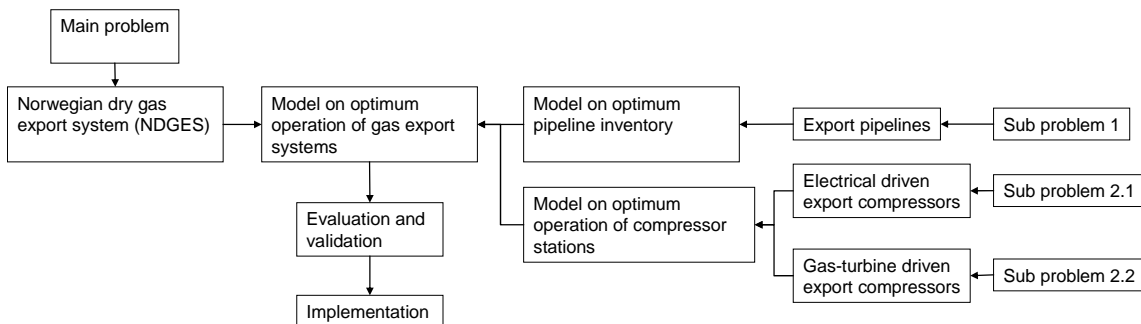 Main problem
Norwegian dry gas
export system (NDGES)
Model on optimum
operation of gas export
systems
Model on optimum
pipeline inventory
Export pipelines
Sub problem 1
Electrical driven
export compressors
Sub problem 2.1
Model on optimum
operation of compressor
stations
Evaluation and
validation
Gas-turbine driven
export compressors
Sub problem 2.2
Implementation